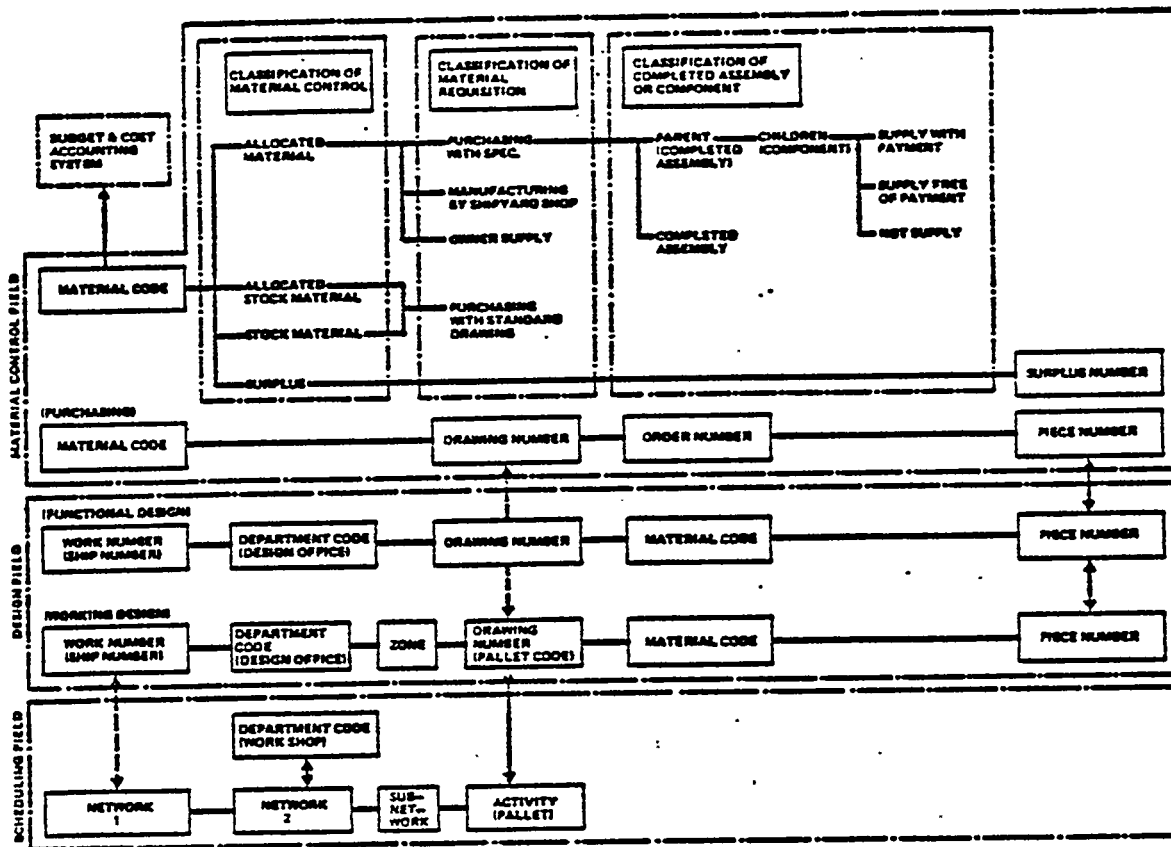 CLASSIFICATION OF
MATERIAL CONTROL
CLASSIFICATION OF
MATERIAL
REQUISITION
CLASSIFICATION OF
COMPLETED ASSEMBLY
OR COMPONENT
BUDGET & COST
ACCOUNTING
SYSTEM
ALLOCATED
MATERIAL
PURCHASING
WITH SPEC.
PARENT
(COMPLETED
ASSEMBLY)
CHILDREN
(COMPONENT)
SUPPLY WITH
PAYMENT
MANUFACTURING
BY SHIPYARD SHOP
SUPPLY FREE
OF PAYMENT
OWNER SUPPLY
COMPLETED
ASSEMBLY
NOT SUPPLY
MATERIAL CODE
ALLOCATED
STOCK MATERIAL
PURCHASING
WITH STANDARD
DRAWING
STOCK MATERIAL
SURPLUS
SURPLUS NUMBER
MATERIAL CONTROL FIELD
(PURCHASING)
MATERIAL CODE
DRAWING NUMBER
ORDER NUMBER
PIECE NUMBER
DESIGN FIELD
(FUNCTIONAL DESIGN)
WORK NUMBER
(SHIP NUMBER)
DEPARTMENT CODE
(DESIGN OFFICE)
DRAWING NUMBER
MATERIAL CODE
PIECE NUMBER
(WORKING DESIGN)
WORK NUMBER
(SHIP NUMBER)
DEPARTMENT
CODE
(DESIGN OFFICE)
ZONE
DRAWING
NUMBER
(PALLET CODE)
MATERIAL CODE
PIECE NUMBER
SCHEDULING FIELD
DEPARTMENT CODE
(WORK SHOP)
NETWORK
1
NETWORK
2
SUB-
NET-
WORK
ACTIVITY
(PALLET)